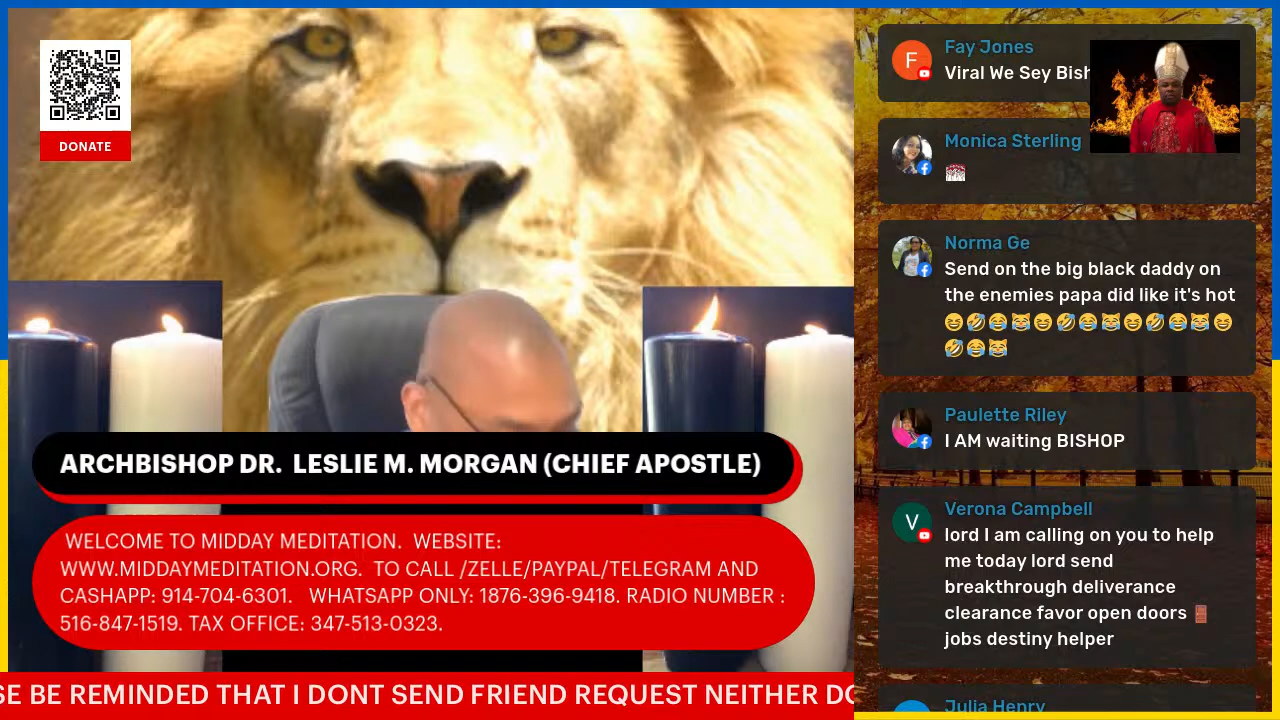 DONATE
ARCHBISHOP DR. LESLIE M. MORGAN (CHIEF APOSTLE)
WELCOME TO MIDDAY MEDITATION. WEBSITE:
WWW.MIDDAYMEDITATION.ORG. TO CALL /ZELLE/PAYPAL/TELEGRAM AND
CASHAPP: 914-704-6301. WHATSAPP ONLY: 1876-396-9418. RADIO NUMBER :
516-847-1519. TAX OFFICE: 347-513-0323.
SE BE REMINDED THAT I DONT SEND FRIEND REQUEST NEITHER DO
F
Fay Jones
Viral We Sey Bish
Monica Sterling
Norma Ge
Send on the big black daddy on
the enemies papa did like it's hot
😆🤣😂😹😆🤣😂😹😆🤣😂😹😆
🤣😂😹
Paulette Riley
I AM waiting BISHOP
V
Verona Campbell
lord I am calling on you to help
me today lord send
breakthrough deliverance
clearance favor open doors 🚪
jobs destiny helper
Julia Henry